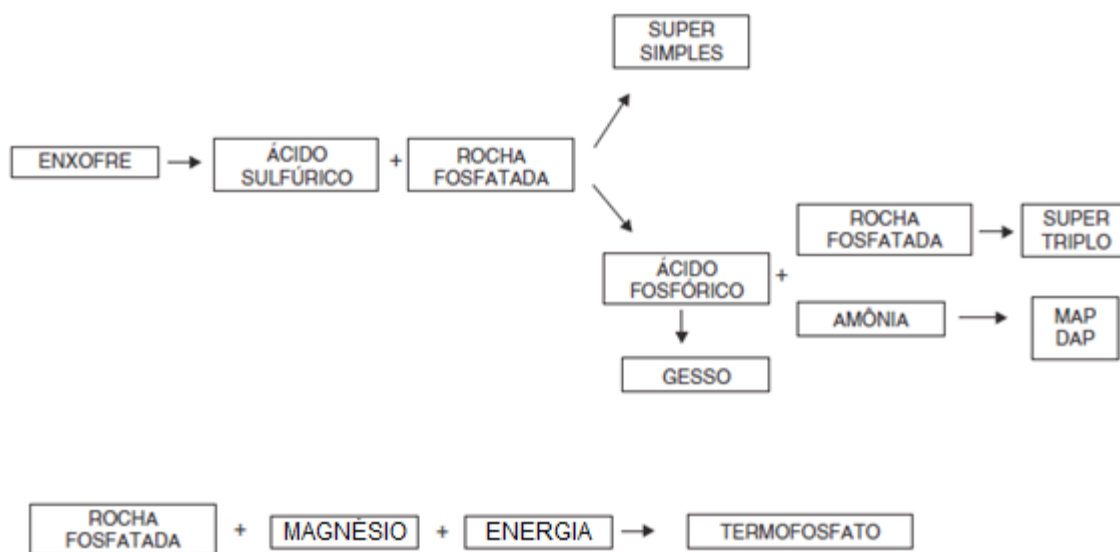 SUPER
SIMPLES
ENXOFRE
ÁCIDO
SULFÚRICO
+
ROCHA
FOSFATADA
ÁCIDO
FOSFÓRICO
+
ROCHA
FOSFATADA
SUPER
TRIPLO
AMÔNIA
MAP
DAP
GESSO
ROCHA
FOSFATADA
+
MAGNÉSIO
+
ENERGIA
TERMOFOSFATO